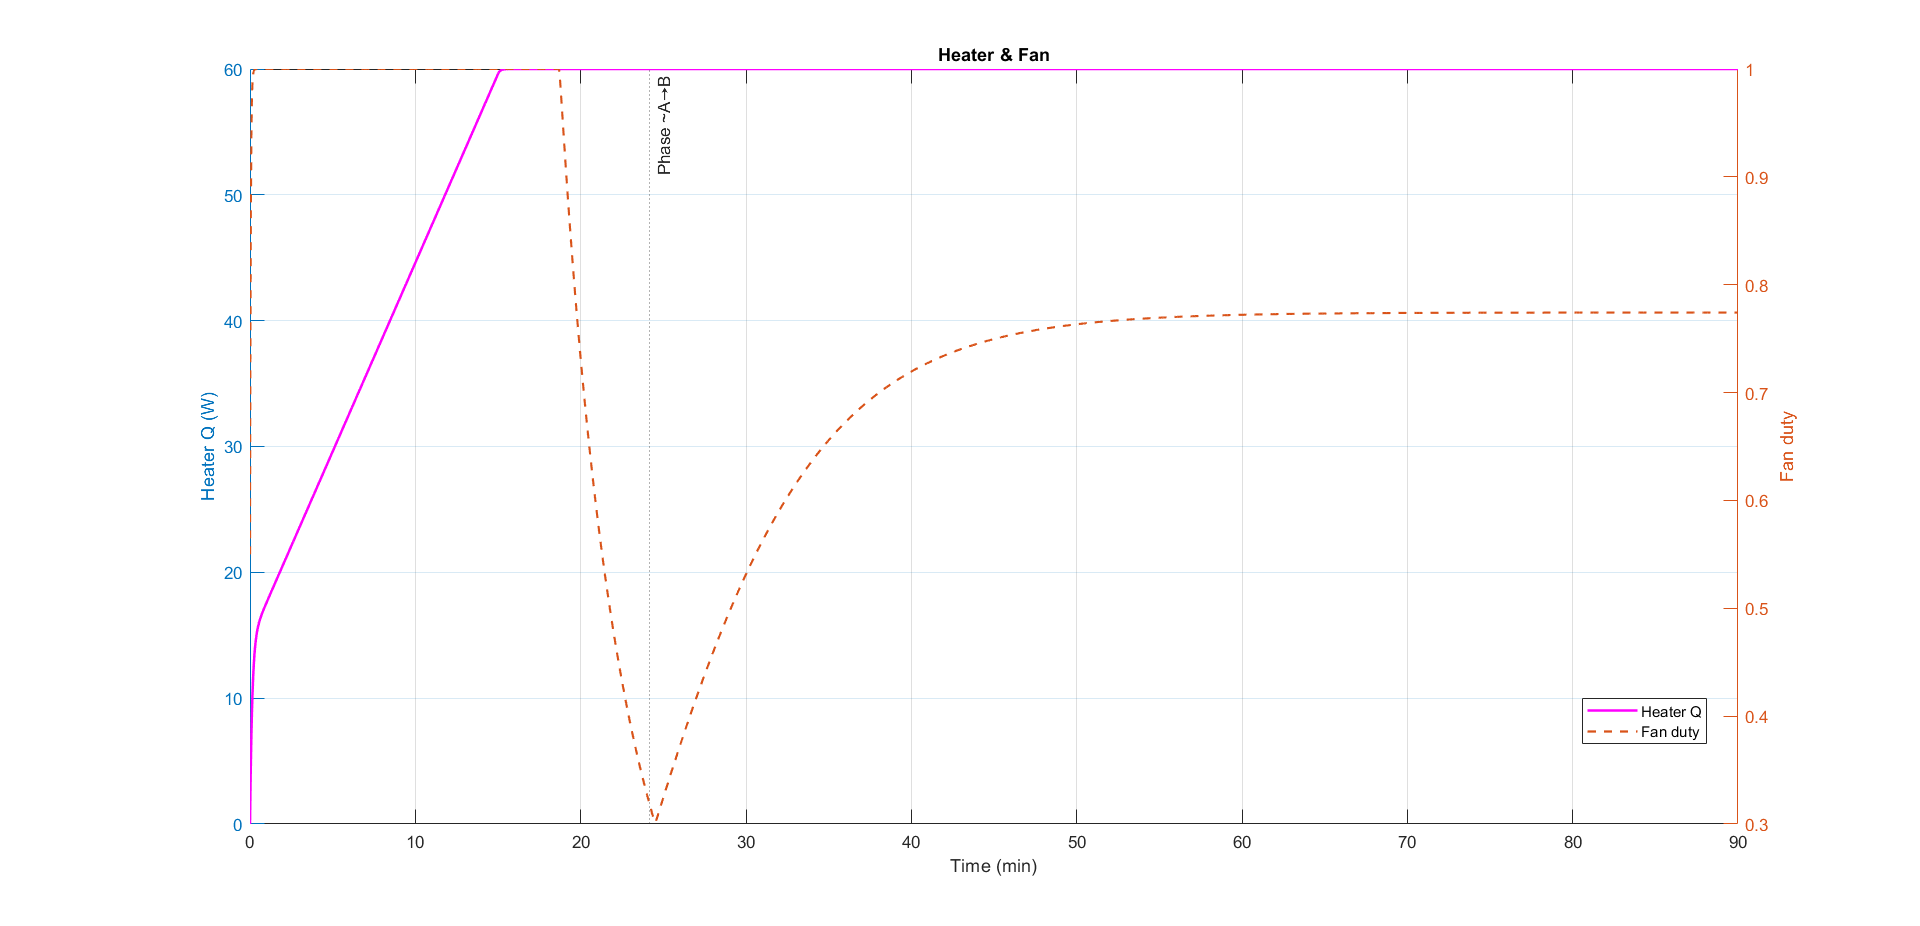 Heater & Fan
60
50
40
30
20
10
0
Heater Q (W)
Phase ~A→B
1
0.9
0.8
0.7
0.6
0.5
0.4
0.3
Fan duty
Heater Q
Fan duty
0 10 20 30 40 50 60 70 80 90
Time (min)